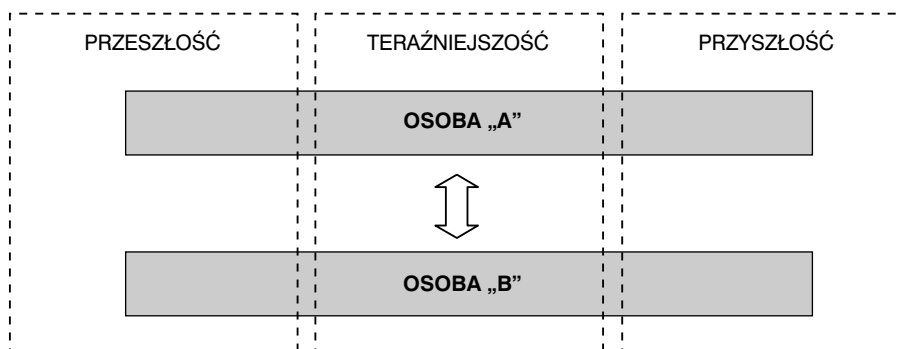 PRZESZŁOŚĆ TERAŹNIEJSZOŚĆ PRZYSZŁOŚĆ
OSOBA „A”
OSOBA „B”